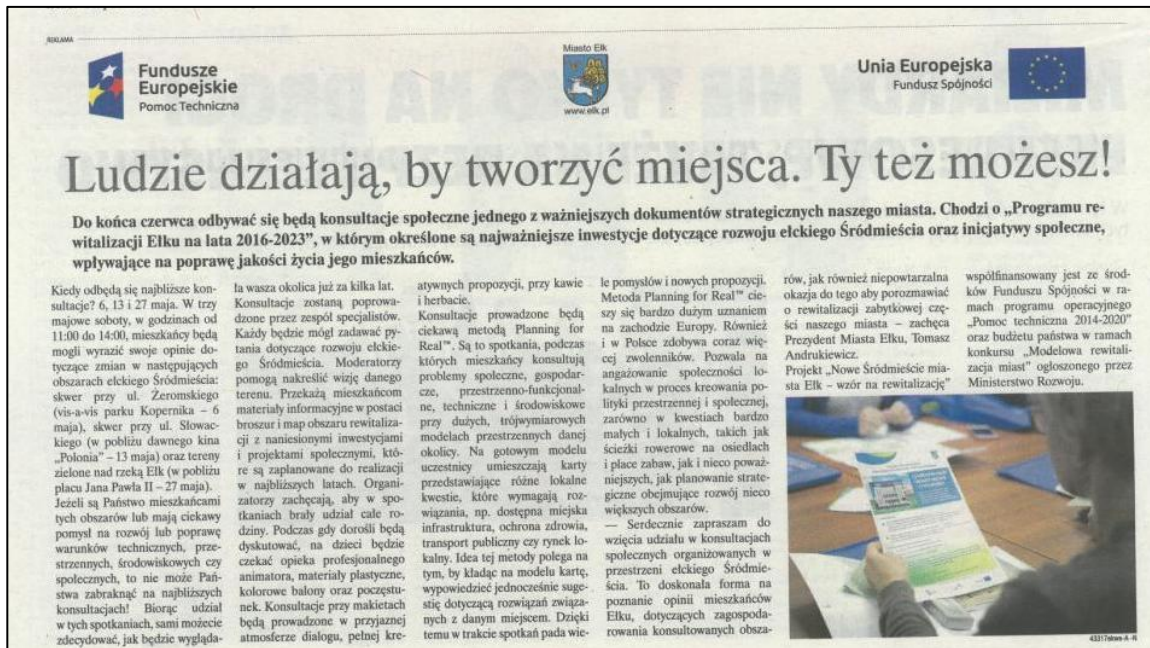 REKLAMA
Fundusze
Europejskie
Pomoc Techniczna
Miasto Ełk
www.elk.pl
Unia Europejska
Fundusz Spójności
Ludzie działają, by tworzyć miejsca. Ty też możesz!
Do końca czerwca odbywać się będą konsultacje społeczne jednego z ważniejszych dokumentów strategicznych naszego miasta. Chodzi o „Programu re-
witalizacji Ełku na lata 2016-2023”, w którym określone są najważniejsze inwestycje dotyczące rozwoju ełckiego Śródmieścia oraz inicjatywy społeczne,
wpływające na poprawę jakości życia jego mieszkańców.
Kiedy odbędą się najbliższe kon-
sultacje? 6, 13 i 27 maja. W trzy
majowe soboty, w godzinach od
11:00 do 14:00, mieszkańcy będą
mogli wyrazić swoje opinie do-
tyczące zmian w następujących
obszarach ełckiego Śródmieścia:
skwer przy ul. Żeromskiego
(vis-a-vis parku Kopernika – 6
maja), skwer przy ul. Słowac-
kiego (w pobliżu dawnego kina
„Polonia” – 13 maja) oraz tereny
zielone nad rzeką Ełk (w pobliżu
placu Jana Pawła II – 27 maja).
Jeżeli są Państwo mieszkańcami
tych obszarów lub mają ciekawy
pomysł na rozwój lub poprawę
warunków technicznych, prze-
strzennych, środowiskowych czy
społecznych, to nie może Pań-
stwa zabraknąć na najbliższych
konsultacjach! Biorąc udział
w tych spotkaniach, sami możecie
zdecydować, jak będzie wygląda-
ła wasza okolica już za kilka lat.
Konsultacje zostaną poprowa-
dzone przez zespół specjalistów.
Każdy będzie mógł zadawać py-
tania dotyczące rozwoju ełckie-
go Śródmieścia. Moderatorzy
pomogą nakreślić wizję danego
terenu. Przekażą mieszkańcom
materiały informacyjne w postaci
broszur i map obszaru rewitaliza-
cji z naniesionymi inwestycjami
i projektami społecznymi, któ-
re są zaplanowane do realizacji
w najbliższych latach. Organi-
zatorzy zachęcają, aby w spo-
tkaniach brały udział całe ro-
dziny. Podczas gdy dorośli będą
dyskutować, na dzieci będzie
czekać opieka profesjonalnego
animatora, materiały plastyczne,
kolorowe balony oraz poczęstu-
nek. Konsultacje przy makietach
będą prowadzone w przyjaznej
atmosferze dialogu, pełnej kre-
atywnych propozycji, przy kawie
i herbacie.
Konsultacje prowadzone będą
ciekawą metodą Planning for
Real™. Są to spotkania, podczas
których mieszkańcy konsultują
problemy społeczne, gospodar-
cze, przestrzenno-funkcjonal-
ne, techniczne i środowiskowe
przy dużych, trójwymiarowych
modelach przestrzennych danej
okolicy. Na gotowym modelu
uczestnicy umieszczają karty
przedstawiające różne lokalne
kwestie, które wymagają roz-
wiązania, np. dostępna miejska
infrastruktura, ochrona zdrowia,
transport publiczny czy rynek lo-
kalny. Idea tej metody polega na
tym, by kładąc na modelu kartę,
wypowiedzieć jednocześnie suge-
stię dotyczącą rozwiązań związa-
nych z danym miejscem. Dzięki
temu w trakcie spotkań pada wie-
le pomysłów i nowych propozycji.
Metoda Planning for Real™ cie-
szy się bardzo dużym uznaniem
na zachodzie Europy. Również
i w Polsce zdobywa coraz wię-
cej zwolenników. Pozwala na
angażowanie społeczności lo-
kalnych w proces kreowania po-
lityki przestrzennej i społecznej,
zarówno w kwestiach bardzo
małych i lokalnych, takich jak
ścieżki rowerowe na osiedlach
i place zabaw, jak i nieco poważ-
niejszych, jak planowanie strate-
giczne obejmujące rozwój nieco
większych obszarów.
— Serdecznie zapraszam do
wzięcia udziału w konsultacjach
społecznych organizowanych w
przestrzeni ełckiego Śródmie-
ścia. To doskonała forma na
poznanie opinii mieszkańców
Ełku, dotyczących zagospoda-
rowania konsultowanych obsza-
rów, jak również niepowtarzalna
okazja do tego aby porozmawiać
o rewitalizacji zabytkowej czę-
ści naszego miasta – zachęca
Prezydent Miasta Ełku, Tomasz
Andrukiewicz.
Projekt „Nowe Śródmieście mia-
sta Ełk – wzór na rewitalizację”
współfinansowany jest ze środ-
ków Funduszu Spójności w ra-
mach programu operacyjnego
„Pomoc techniczna 2014-2020”
oraz budżetu państwa w ramach
konkursu „Modelowa rewitali-
zacja miast” ogłoszonego przez
Ministerstwo Rozwoju.